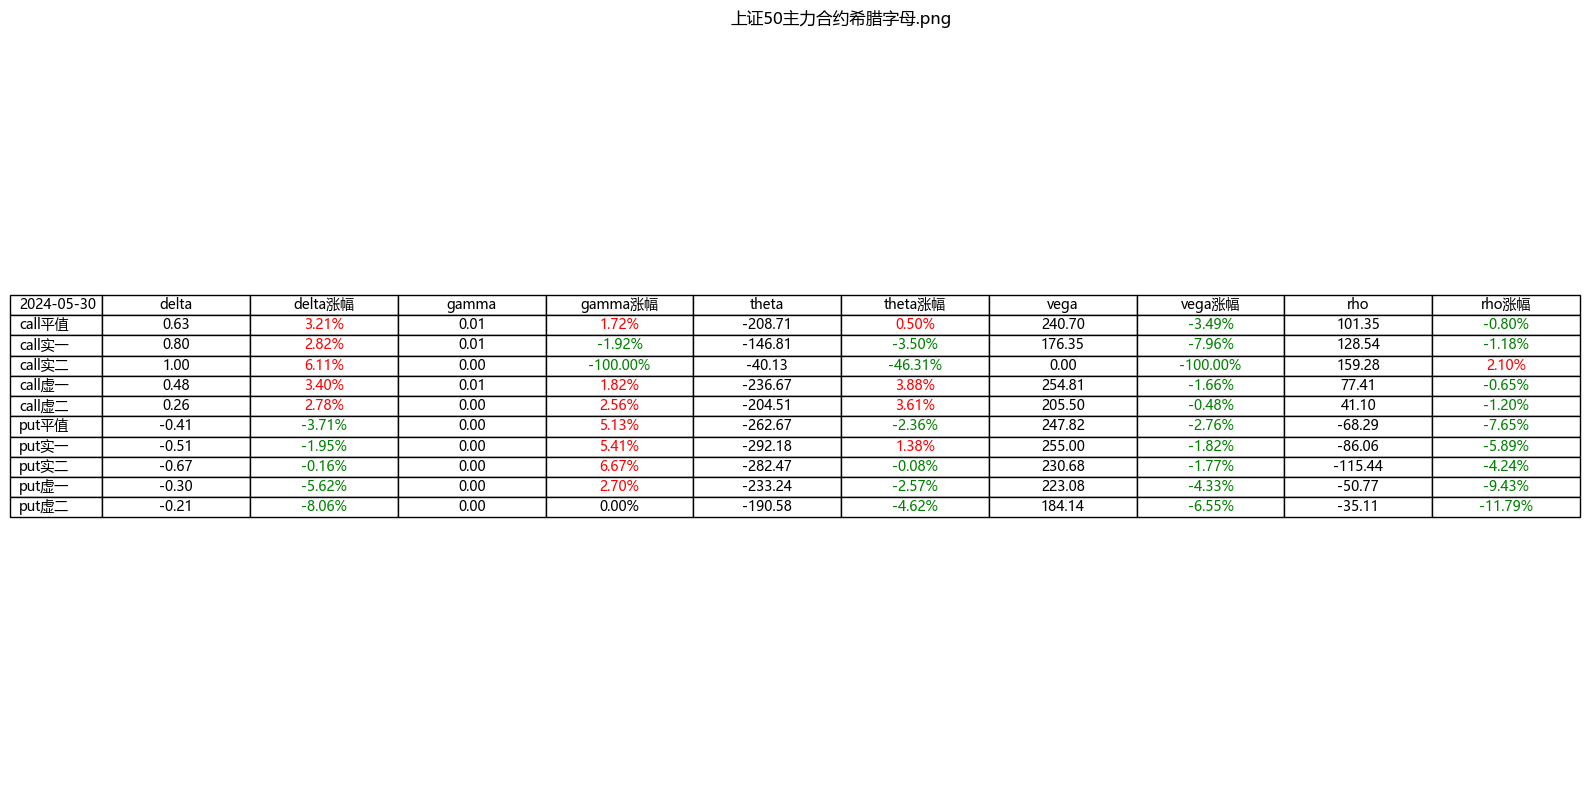 上证50主力合约希腊字母.png
2024-05-30 delta delta涨幅 gamma gamma涨幅 theta theta涨幅 vega vega涨幅 rho rho涨幅
call平值 0.63 3.21% 0.01 1.72% -208.71 0.50% 240.70 -3.49% 101.35 -0.80%
call实一 0.80 2.82% 0.01 -1.92% -146.81 -3.50% 176.35 -7.96% 128.54 -1.18%
call实二 1.00 6.11% 0.00 -100.00% -40.13 -46.31% 0.00 -100.00% 159.28 2.10%
call虚一 0.48 3.40% 0.01 1.82% -236.67 3.88% 254.81 -1.66% 77.41 -0.65%
call虚二 0.26 2.78% 0.00 2.56% -204.51 3.61% 205.50 -0.48% 41.10 -1.20%
put平值 -0.41 -3.71% 0.00 5.13% -262.67 -2.36% 247.82 -2.76% -68.29 -7.65%
put实一 -0.51 -1.95% 0.00 5.41% -292.18 1.38% 255.00 -1.82% -86.06 -5.89%
put实二 -0.67 -0.16% 0.00 6.67% -282.47 -0.08% 230.68 -1.77% -115.44 -4.24%
put虚一 -0.30 -5.62% 0.00 2.70% -233.24 -2.57% 223.08 -4.33% -50.77 -9.43%
put虚二 -0.21 -8.06% 0.00 0.00% -190.58 -4.62% 184.14 -6.55% -35.11 -11.79%